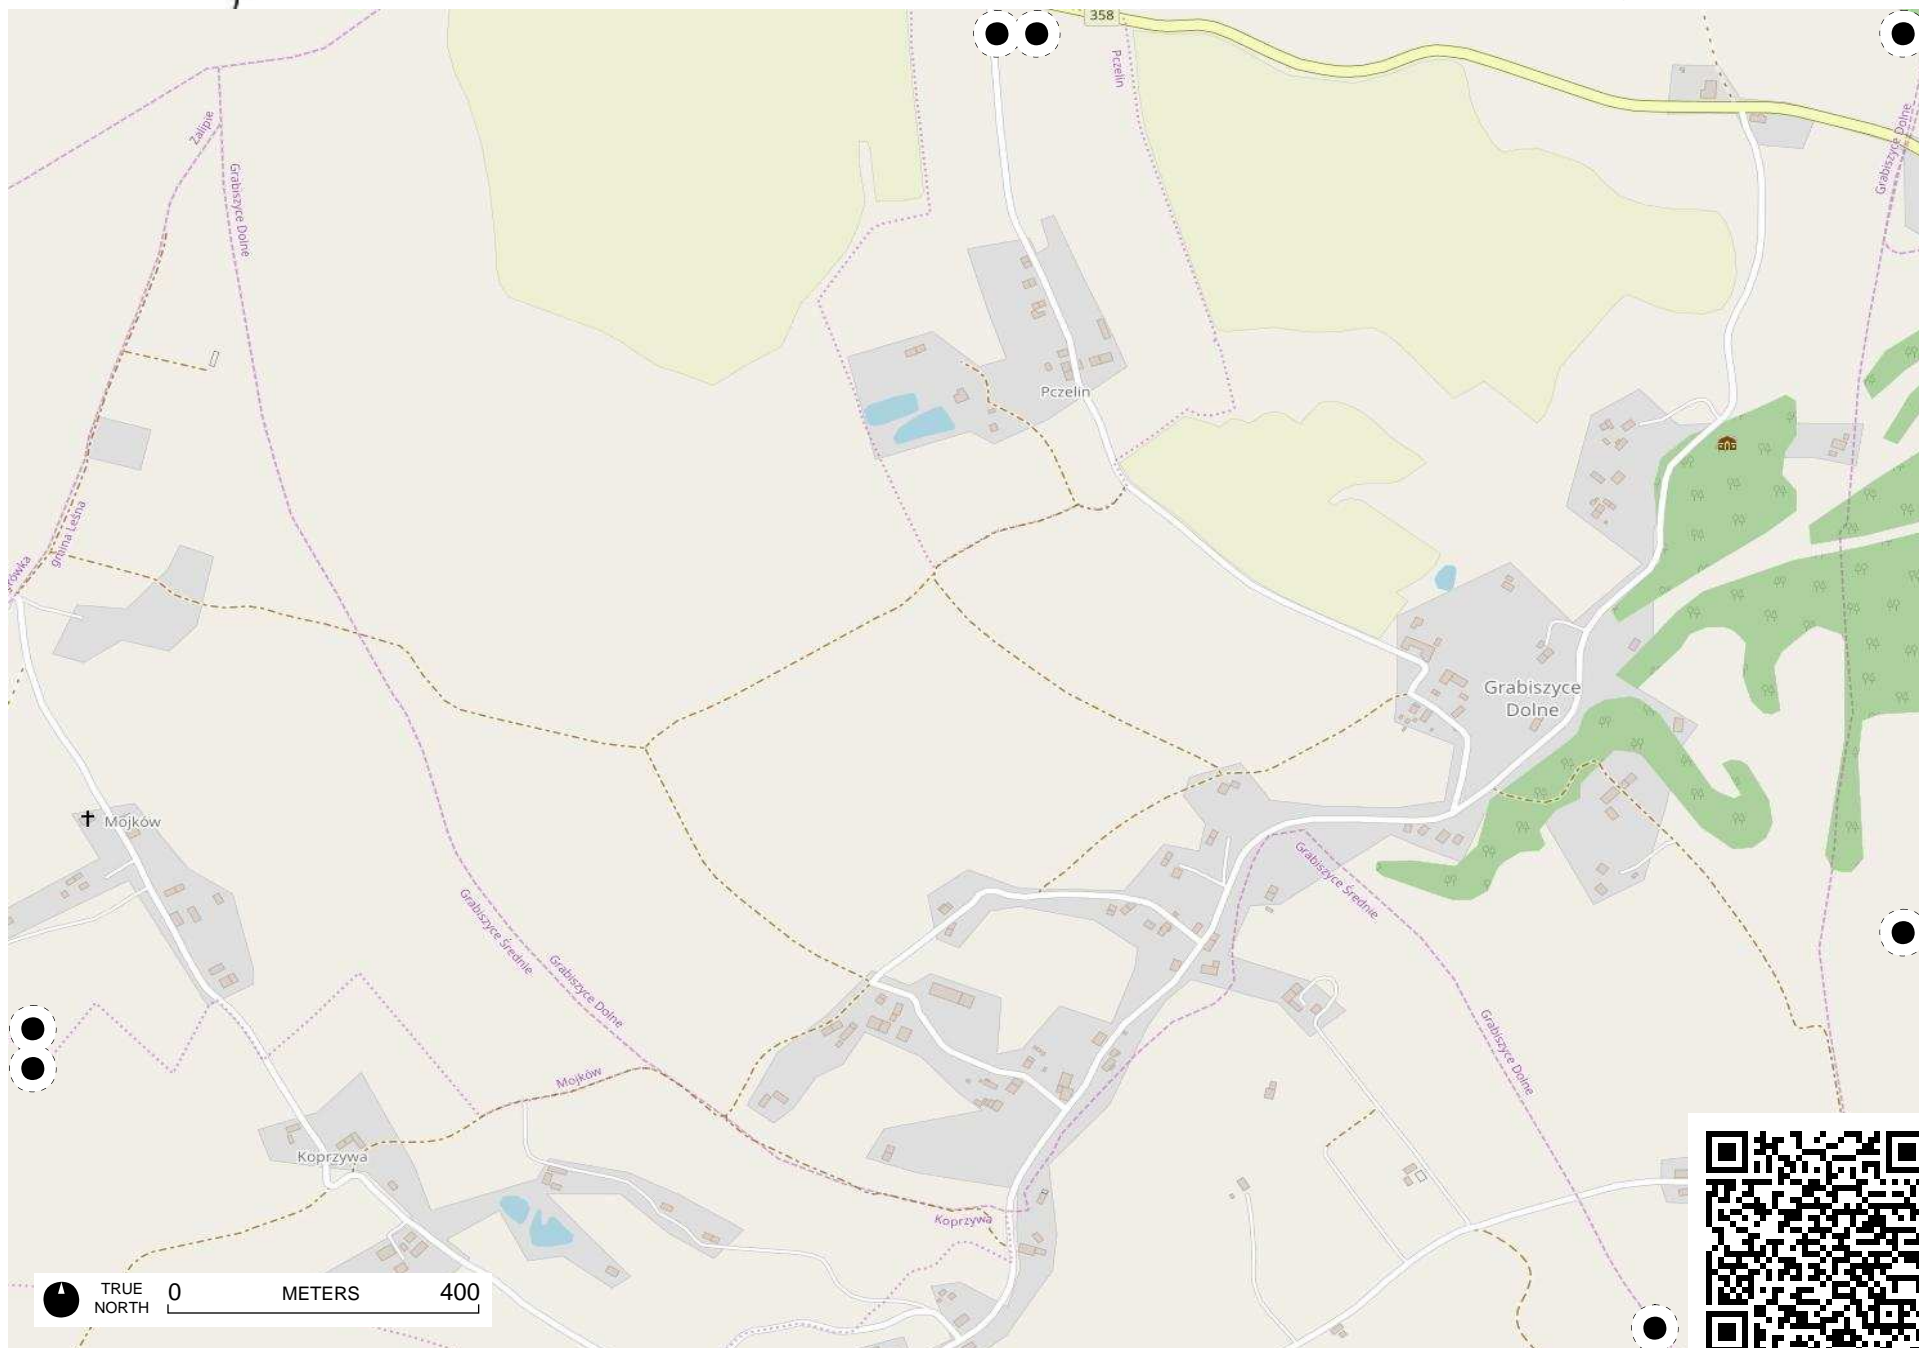 358
Pczelin
Grabiszyce Dolne
Zalipie
Grabiszyce Dolne
Pczelin
gmina Leśna
rówka
Grabiszyce
Dolne
Mojków
Grabiszyce Średnie
Grabiszyce Średnie
Grabiszyce Dolne
Grabiszyce Dolne
Mojków
Koprzywa
Koprzywa
TRUE
NORTH
0 METERS 400